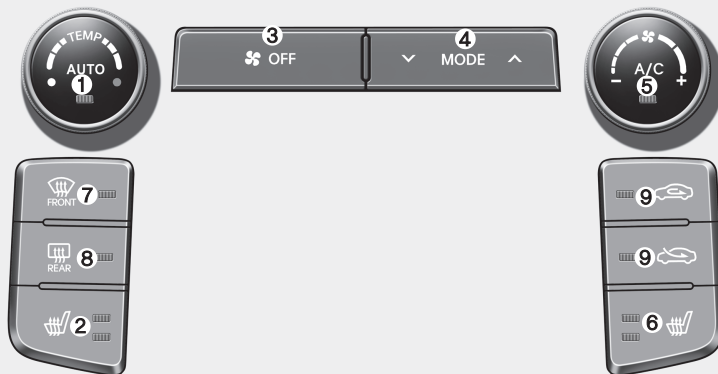 TEMP
AUTO
1
3
OFF
4
MODE
A/C
5
- +
FRONT 7
REAR 8
2
9
9
6